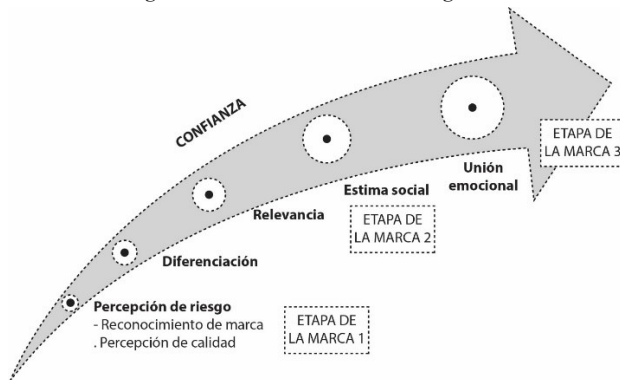 CONFIANZA
ETAPA DE
LA MARCA 3
Unión
emocional
Estima social
ETAPA DE
LA MARCA 2
Relevancia
Diferenciación
Percepción de riesgo
- Reconocimiento de marca
. Percepción de calidad
ETAPA DE
LA MARCA 1